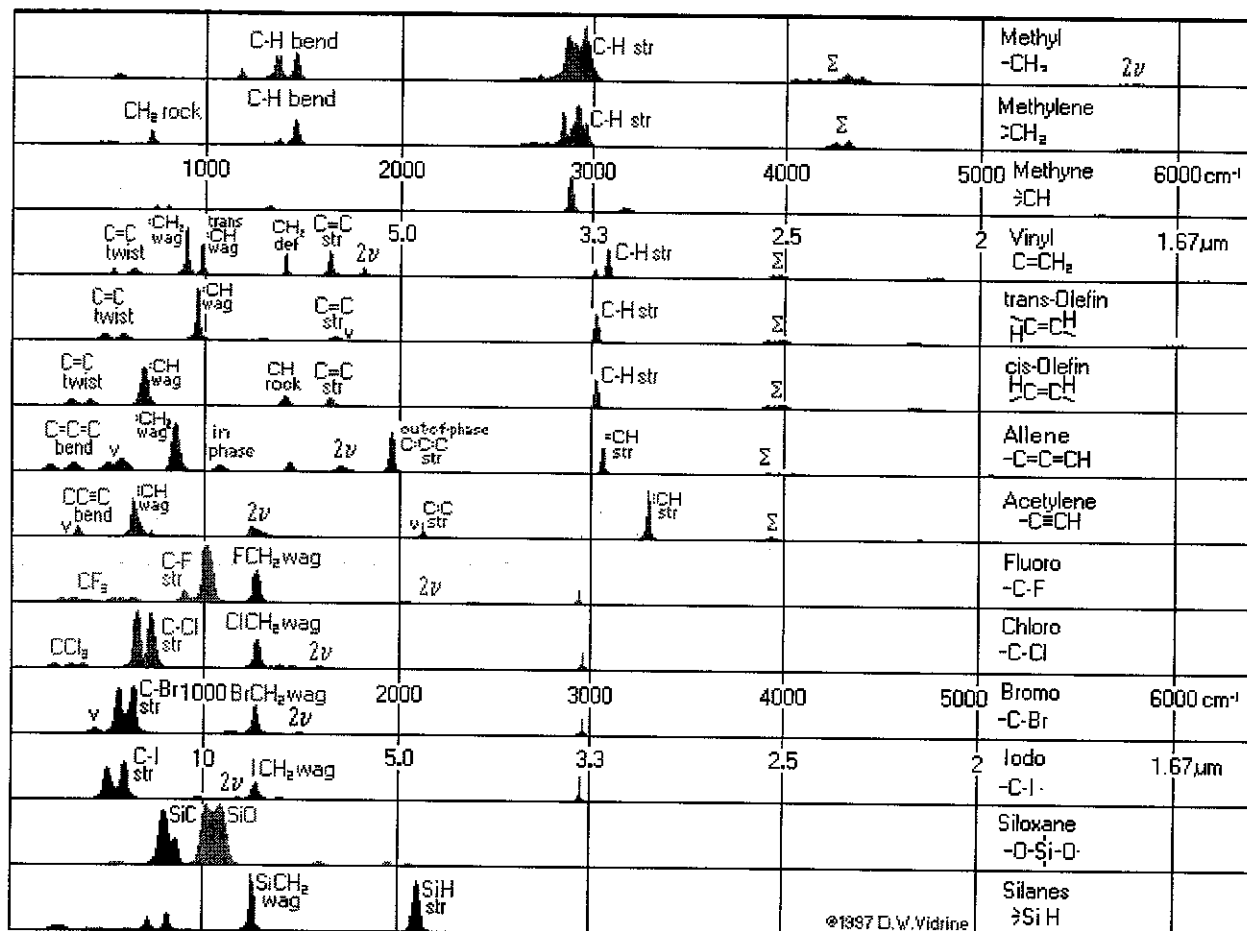 C-H bend
C-H str
Σ
Methyl
-CH₃
2ν
CH₂ rock
C-H bend
C-H str
Σ
Methylene
>CH₂
1000 2000 3000 4000 5000 6000 cm⁻¹
Methyne
>CH
5.0 3.3 2.5 2 1.67 µm
C=C
twist
:CH₂
wag
trans
:CH
wag
CH₂
def
C=C
str
2ν
C-H str
Σ
Vinyl
C=CH₂
C=C
twist
:CH
wag
C=C
str
v
C-H str
Σ
trans-Olefin
H C=C H
C=C
twist
:CH
wag
CH
rock
C=C
str
C-H str
Σ
cis-Olefin
H C=C H
C=C=C
bend
v
:CH₂
wag
in
phase
2ν
out-of-phase
C:C:C
str
=CH
str
Σ
Allene
-C=C=CH
CC≡C
bend
v
:CH
wag
2ν
v
C:C
str
:CH
str
Σ
Acetylene
-C≡CH
CF₃
C-F
str
FCH₂ wag
2ν
Fluoro
-C-F
CCl₃
C-Cl
str
ClCH₂ wag
2ν
Chloro
-C-Cl
v
C-Br
str
1000 2000 3000 4000 5000 6000 cm⁻¹
BrCH₂ wag
2ν
Bromo
-C-Br
10 5.0 3.3 2.5 2 1.67 µm
C-I
str
2ν
ICH₂ wag
Iodo
-C-I
SiC
SiO
Siloxane
-O-Si-O-
SiCH₂
wag
SiH
str
Silanes
>SiH
©1997 D.W.Vidrine